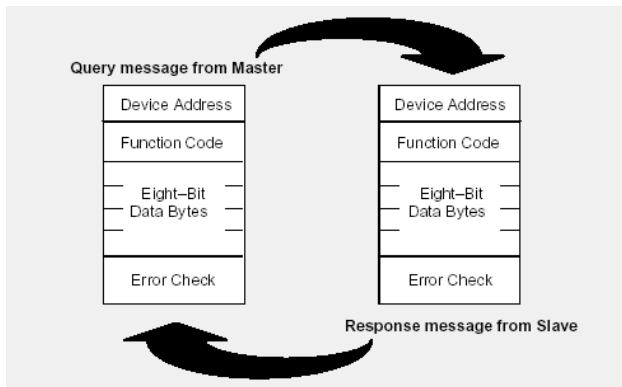 Query message from Master
Device Address
Function Code
Eight–Bit
Data Bytes
Error Check
Device Address
Function Code
Eight–Bit
Data Bytes
Error Check
Response message from Slave